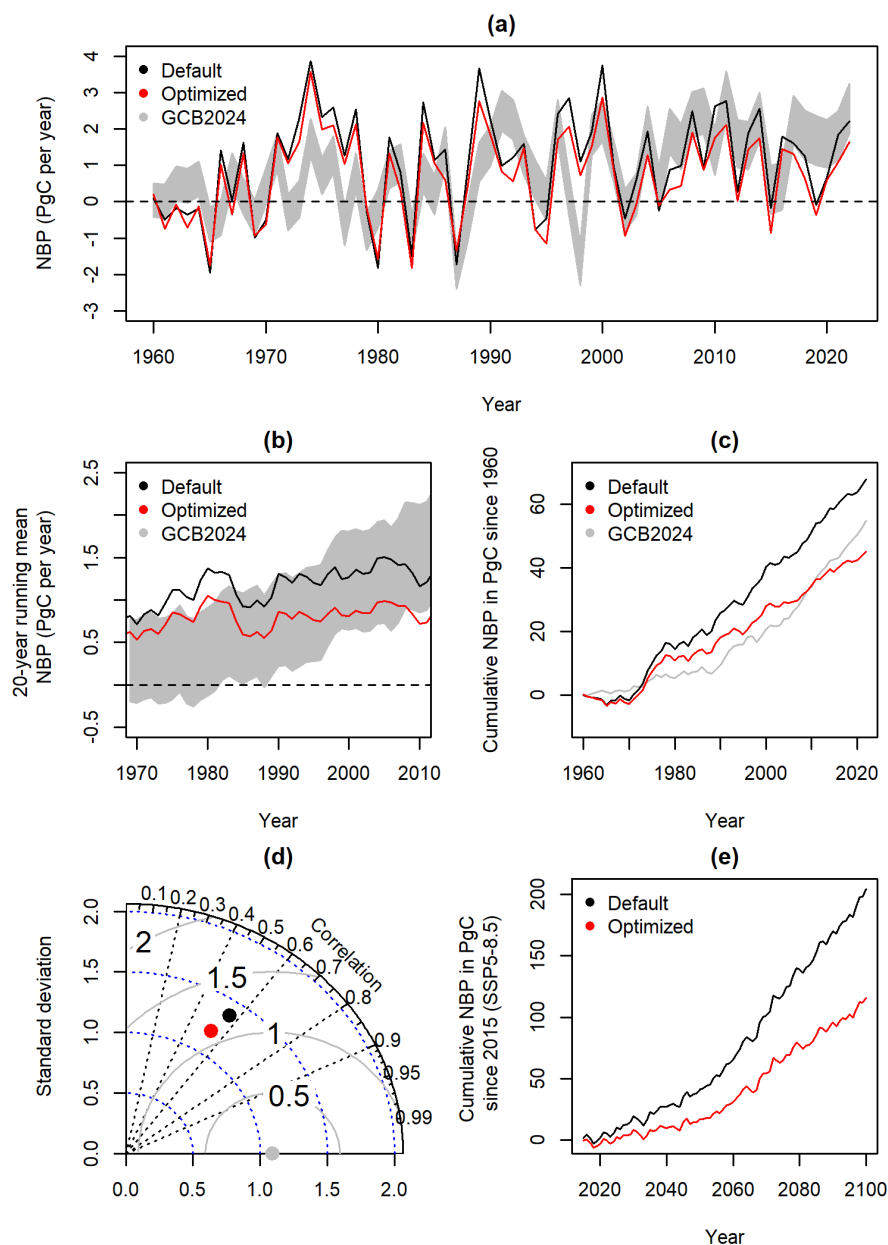 (a)
NBP (PgC per year)
4
3
2
1
0
-1
-2
-3
Default
Optimized
GCB2024
1960
1970
1980
1990
2000
2010
2020
Year
(b)
20-year running mean
NBP (PgC per year)
2.5
1.5
0.5
-0.5
Default
Optimized
GCB2024
1970
1980
1990
2000
2010
Year
(c)
Cumulative NBP in PgC since 1960
60
40
20
0
Default
Optimized
GCB2024
1960
1980
2000
2020
Year
(d)
Standard deviation
2.0
1.5
1.0
0.5
0.0
0.1
0.2
0.3
0.4
0.5
0.6
0.7
0.8
0.9
0.95
0.99
Correlation
2
1.5
1
0.5
0.0
0.5
1.0
1.5
2.0
(e)
Cumulative NBP in PgC
since 2015 (SSP5-8.5)
200
150
100
50
0
Default
Optimized
2020
2040
2060
2080
2100
Year